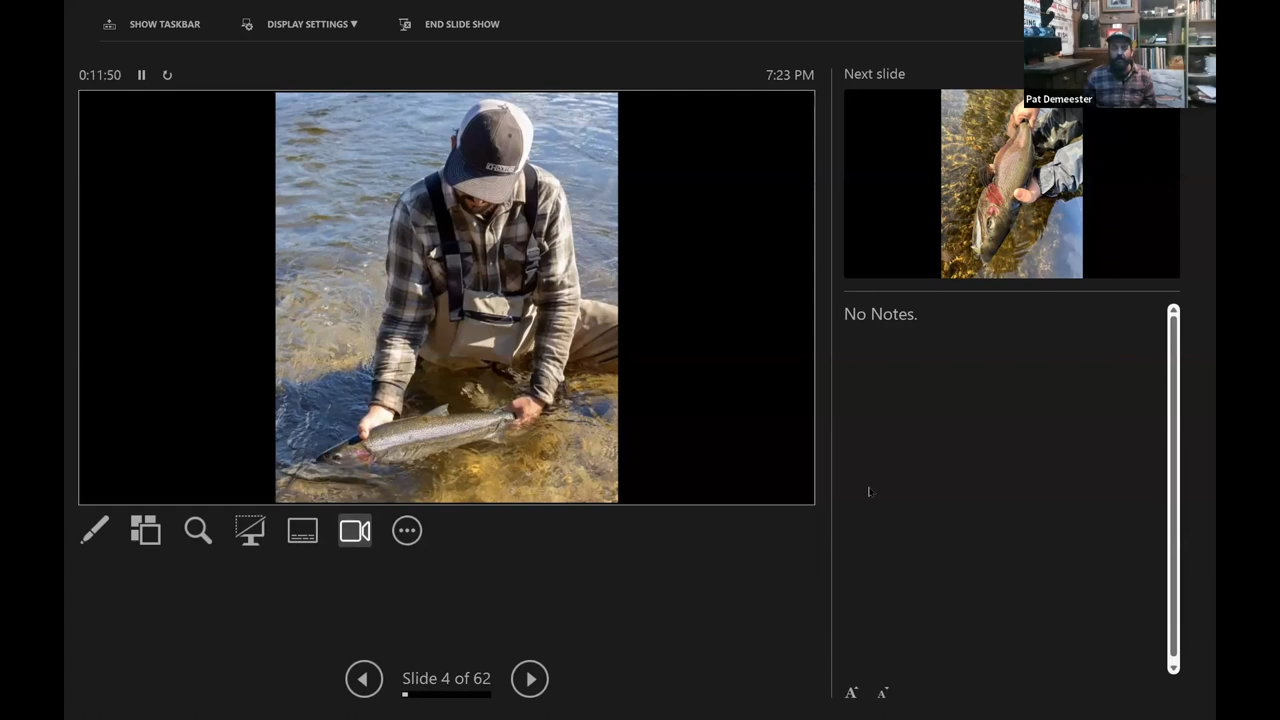 SHOW TASKBAR
DISPLAY SETTINGS ▼
END SLIDE SHOW
0:11:50
7:23 PM
Next slide
Pat Demeester
No Notes.
Slide 4 of 62
A A